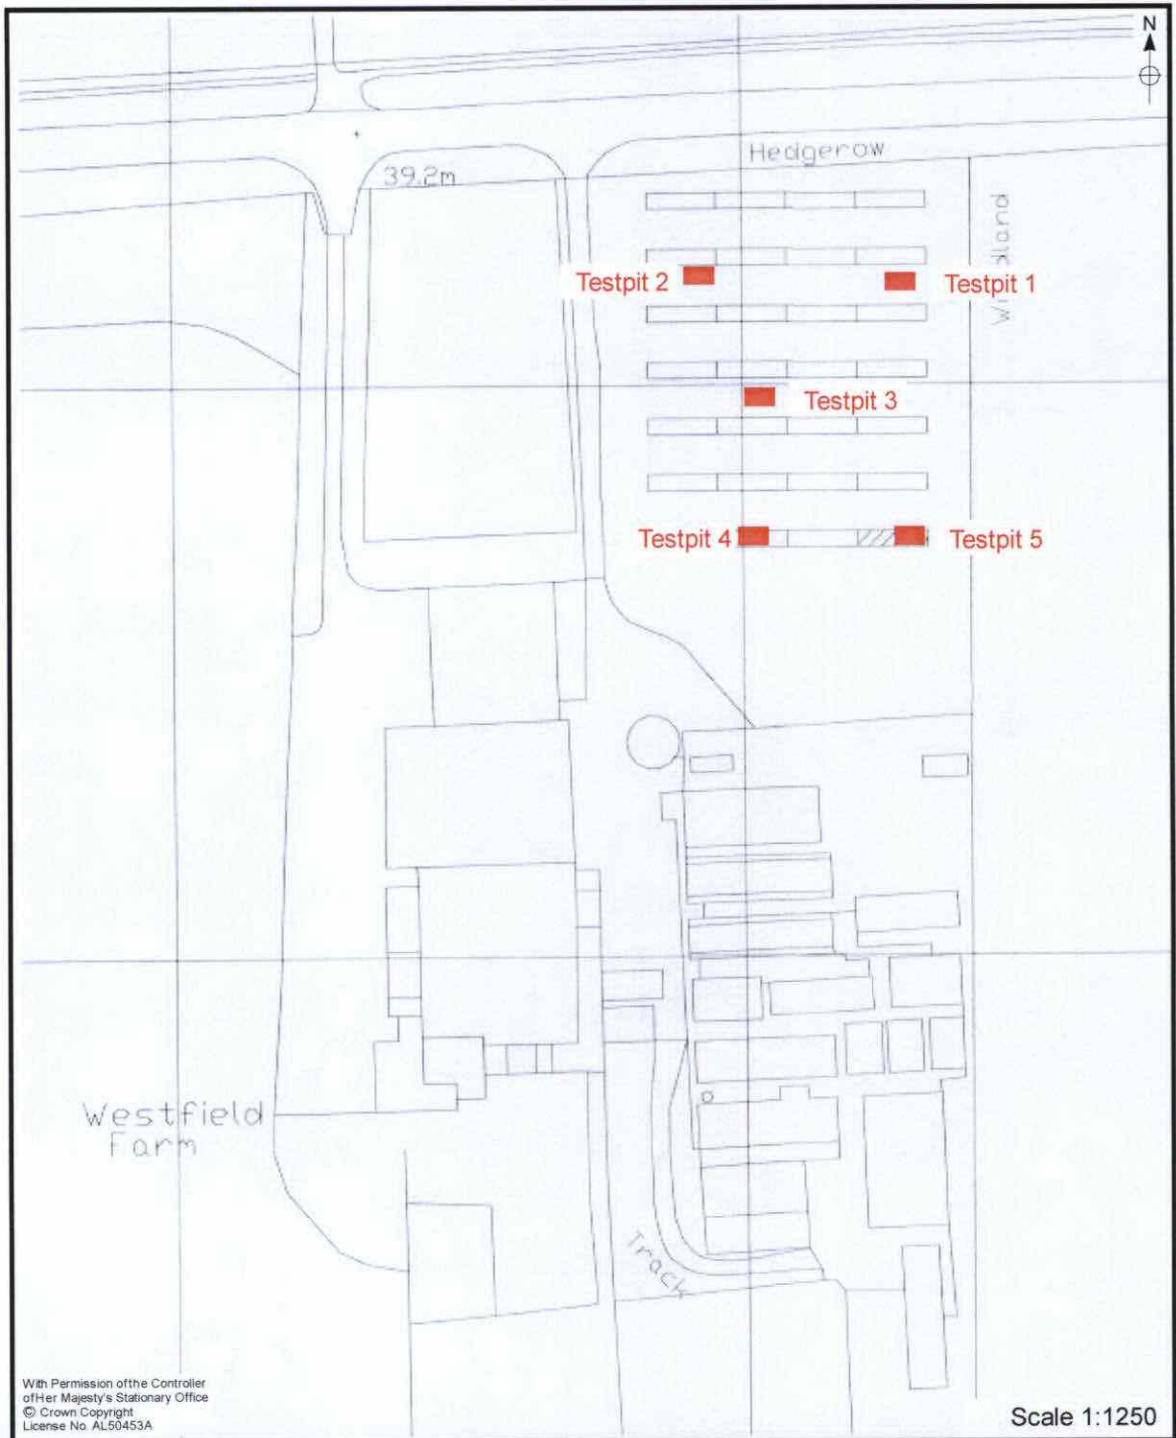 N
Hedgerow
39.2m
Testpit 2
Testpit 1
Testpit 3
Testpit 4
Testpit 5
Westfield
Farm
Track
With Permission of the Controller
of Her Majesty's Stationary Office
© Crown Copyright
License No. AL50453A
Scale 1:1250